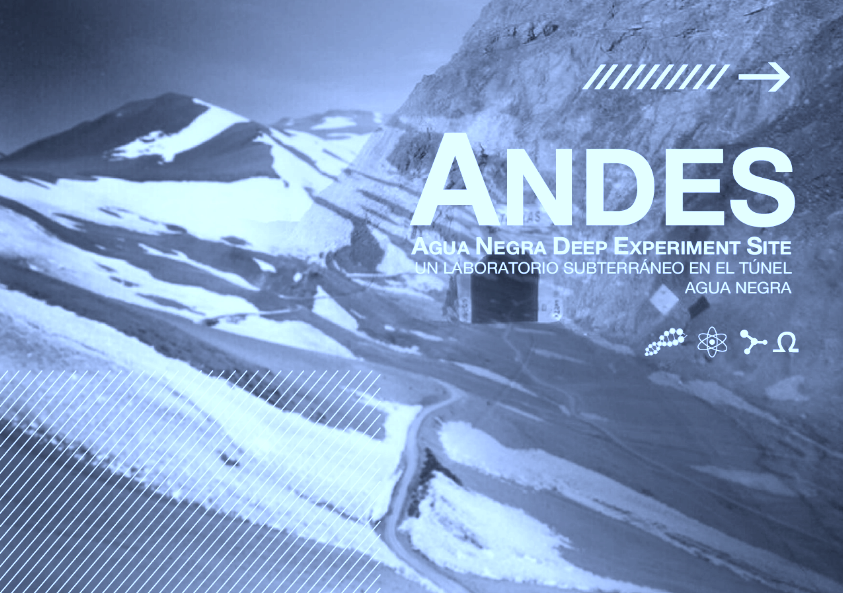 ANDES
AGUA NEGRA DEEP EXPERIMENT SITE
UN LABORATORIO SUBTERRÁNEO EN EL TÚNEL
AGUA NEGRA
Ω